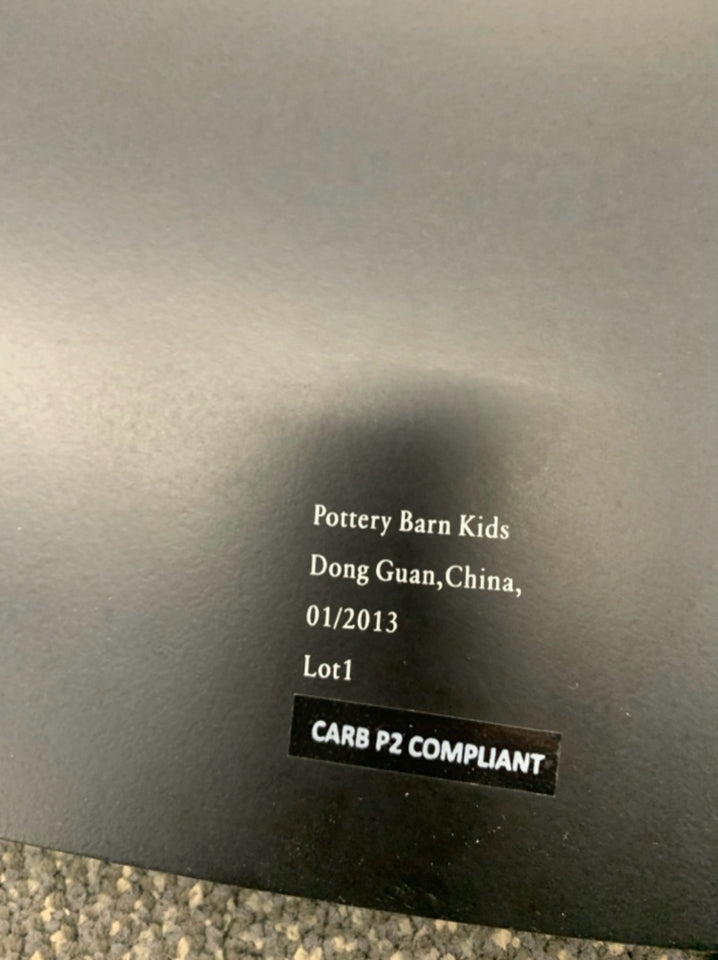 Pottery Barn Kids
Dong Guan,China,
01/2013
Lot1
CARB P2 COMPLIANT